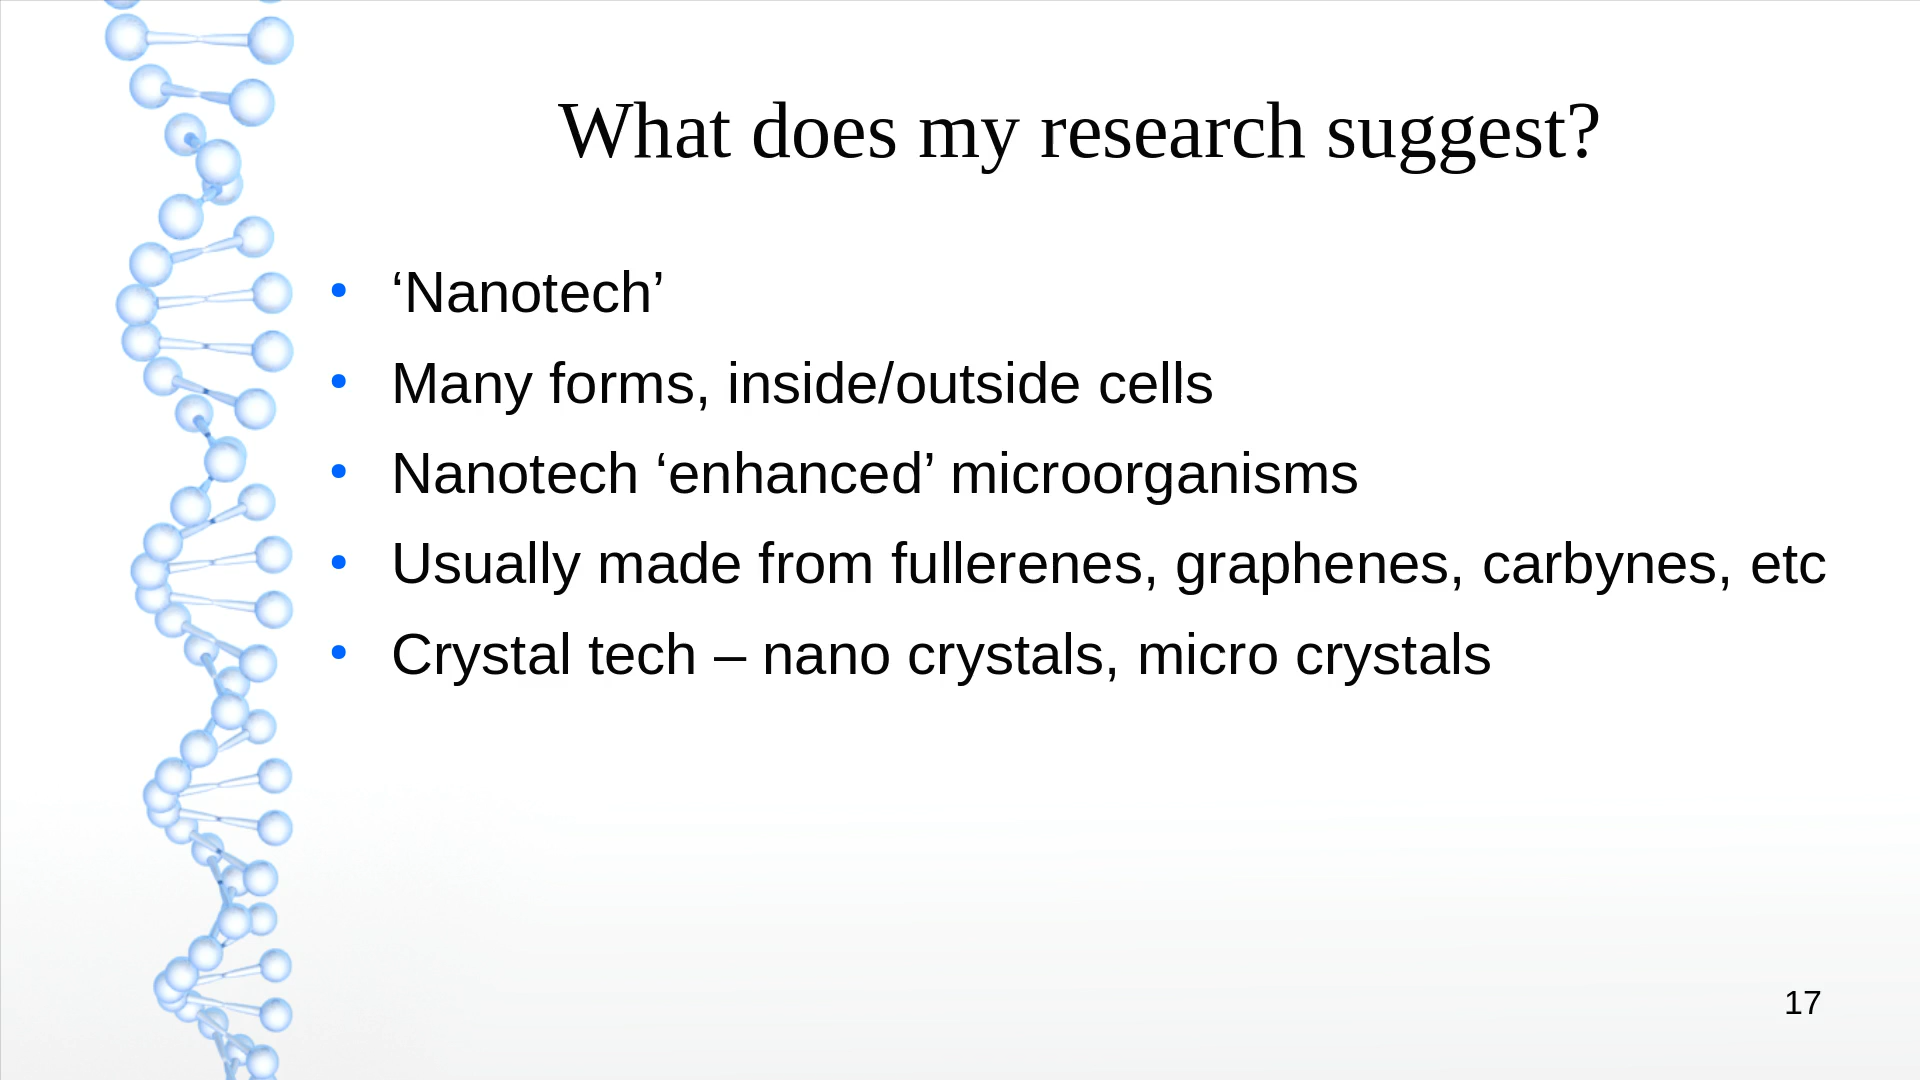 What does my research suggest?
• ‘Nanotech’
• Many forms, inside/outside cells
• Nanotech ‘enhanced’ microorganisms
• Usually made from fullerenes, graphenes, carbynes, etc
• Crystal tech – nano crystals, micro crystals
17